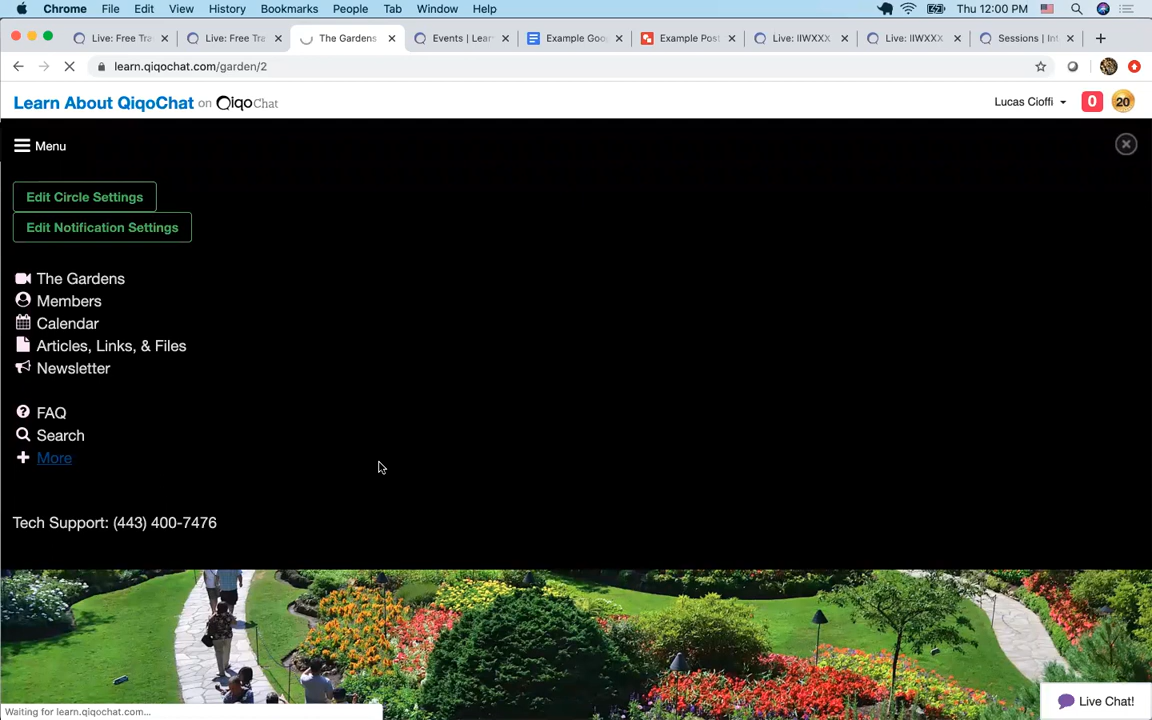 Chrome File Edit View History Bookmarks People Tab Window Help Thu 12:00 PM
Live: Free Tra Live: Free Tra The Gardens Events | Lear Example Goo Example Post Live: IIWXXX Live: IIWXXX Sessions | Int
learn.qiqochat.com/garden/2
Learn About QiqoChat on QiqoChat Lucas Cioffi 0 20
Menu
Edit Circle Settings
Edit Notification Settings
The Gardens
Members
Calendar
Articles, Links, & Files
Newsletter
FAQ
Search
More
Tech Support: (443) 400-7476
Live Chat!
Waiting for learn.qiqochat.com...